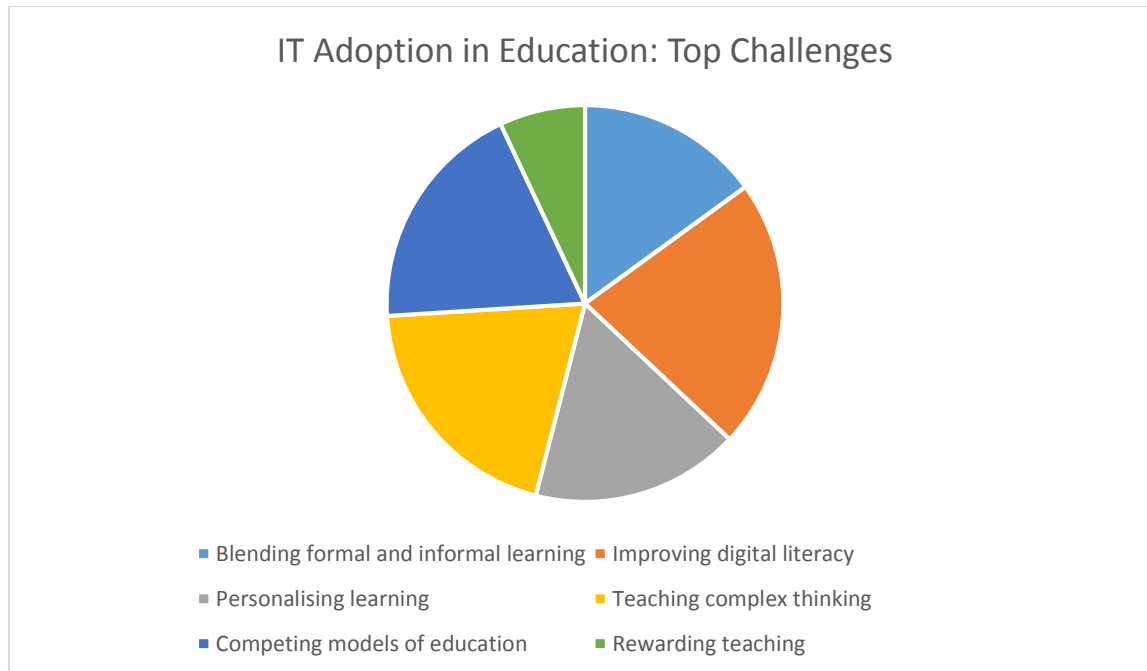 IT Adoption in Education: Top Challenges
Blending formal and informal learning
Improving digital literacy
Personalising learning
Teaching complex thinking
Competing models of education
Rewarding teaching